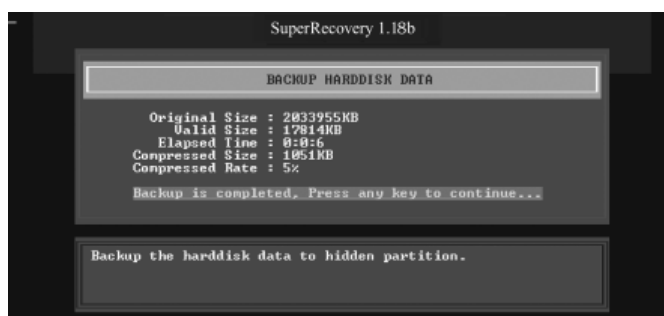 SuperRecovery 1.18b
BACKUP HARDDISK DATA
Original Size : 2033955KB
Valid Size : 17814KB
Elapsed Time : 0:0:6
Compressed Size : 1051KB
Compressed Rate : 5%
Backup is completed, Press any key to continue...
Backup the harddisk data to hidden partition.